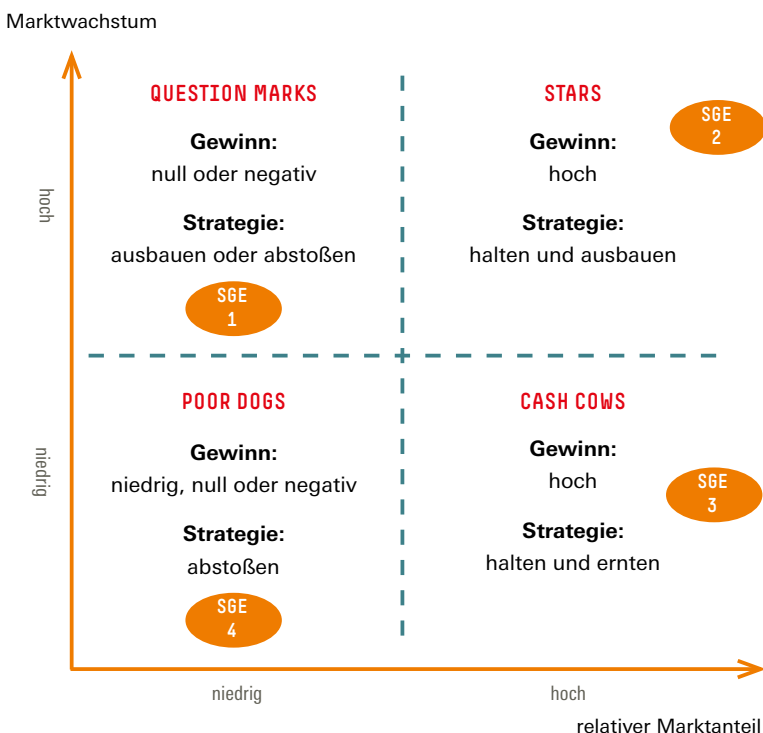 Marktwachstum
QUESTION MARKS
Gewinn:
null oder negativ
Strategie:
ausbauen oder abstoßen
SGE
1
STARS
Gewinn:
hoch
Strategie:
halten und ausbauen
SGE
2
hoch
POOR DOGS
Gewinn:
niedrig, null oder negativ
Strategie:
abstoßen
SGE
4
CASH COWS
Gewinn:
hoch
Strategie:
halten und ernten
SGE
3
niedrig
niedrig
hoch
relativer Marktanteil